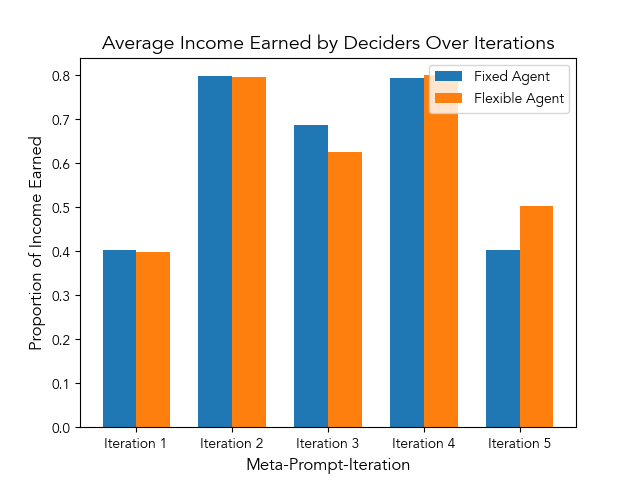 Average Income Earned by Deciders Over Iterations
Fixed Agent
Flexible Agent
Proportion of Income Earned
0.8
0.7
0.6
0.5
0.4
0.3
0.2
0.1
0.0
Iteration 1 Iteration 2 Iteration 3 Iteration 4 Iteration 5
Meta-Prompt-Iteration